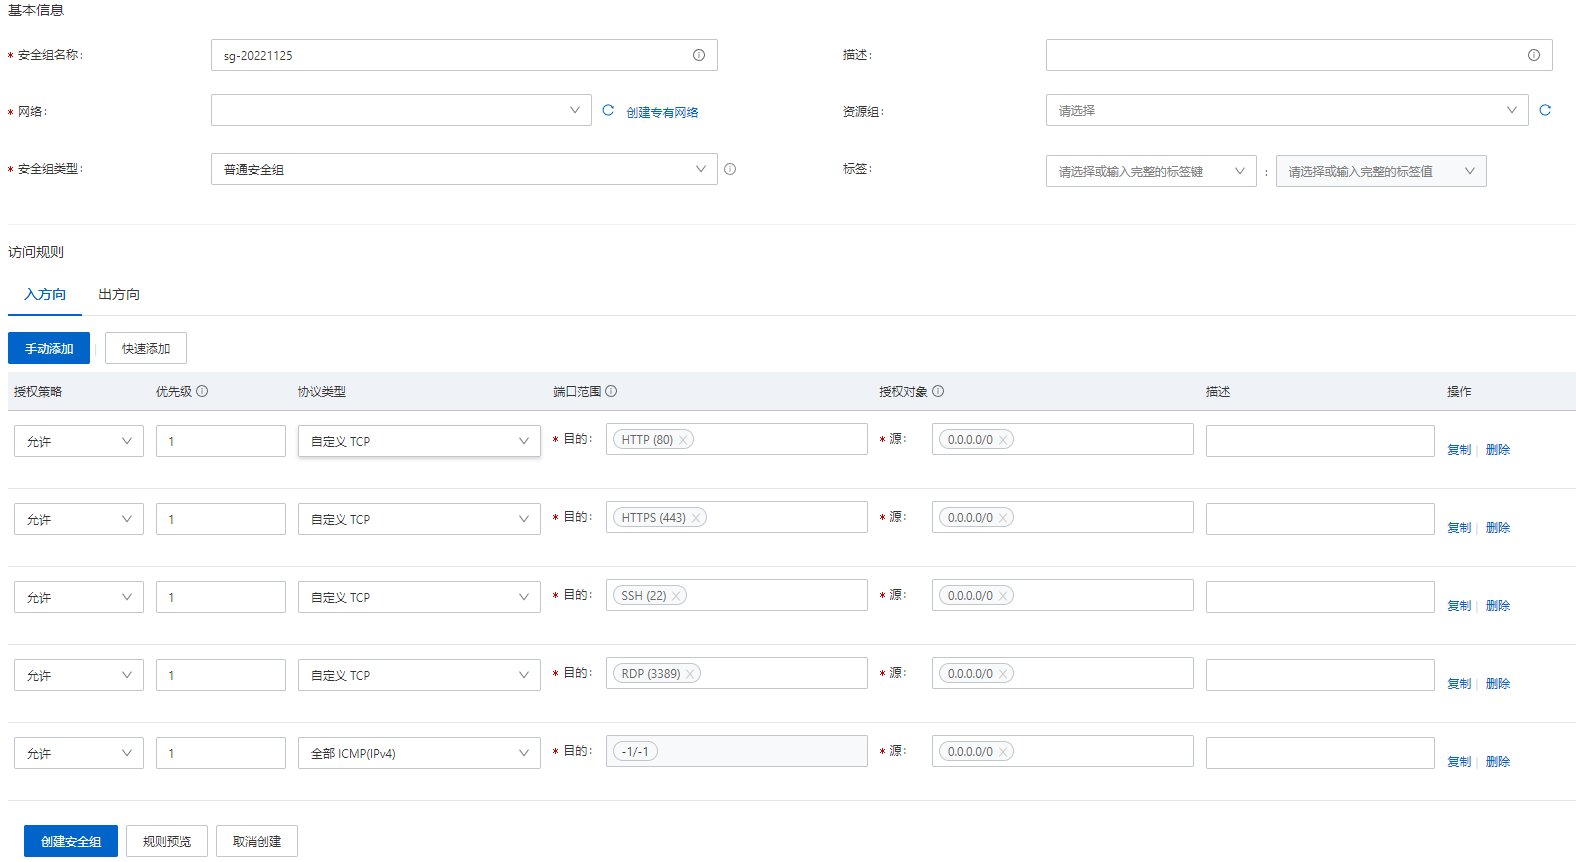 基本信息
* 安全组名称: sg-20221125 描述:
* 网络: 创建专有网络 资源组: 请选择
* 安全组类型: 普通安全组 标签: 请选择或输入完整的标签键 : 请选择或输入完整的标签值
访问规则
入方向 出方向
手动添加 快速添加
授权策略 优先级 协议类型 端口范围 授权对象 描述 操作
允许 1 自定义 TCP * 目的: HTTP (80) * 源: 0.0.0.0/0 复制 删除
允许 1 自定义 TCP * 目的: HTTPS (443) * 源: 0.0.0.0/0 复制 删除
允许 1 自定义 TCP * 目的: SSH (22) * 源: 0.0.0.0/0 复制 删除
允许 1 自定义 TCP * 目的: RDP (3389) * 源: 0.0.0.0/0 复制 删除
允许 1 全部 ICMP(IPv4) * 目的: -1/-1 * 源: 0.0.0.0/0 复制 删除
创建安全组 规则预览 取消创建